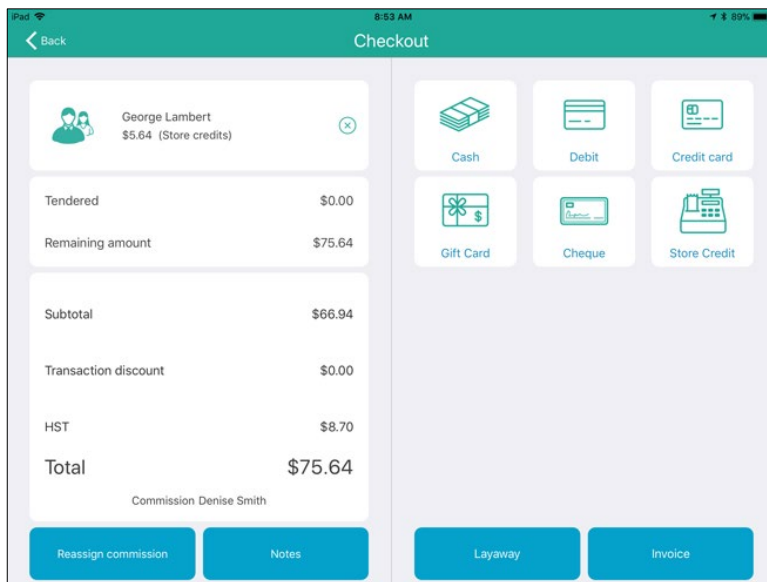 iPad 8:53 AM 89%
Back Checkout
George Lambert
$5.64 (Store credits)
Tendered $0.00
Remaining amount $75.64
Subtotal $66.94
Transaction discount $0.00
HST $8.70
Total $75.64
Commission Denise Smith
Reassign commission Notes
Cash Debit Credit card
$
Gift Card Cheque Store Credit
Layaway Invoice